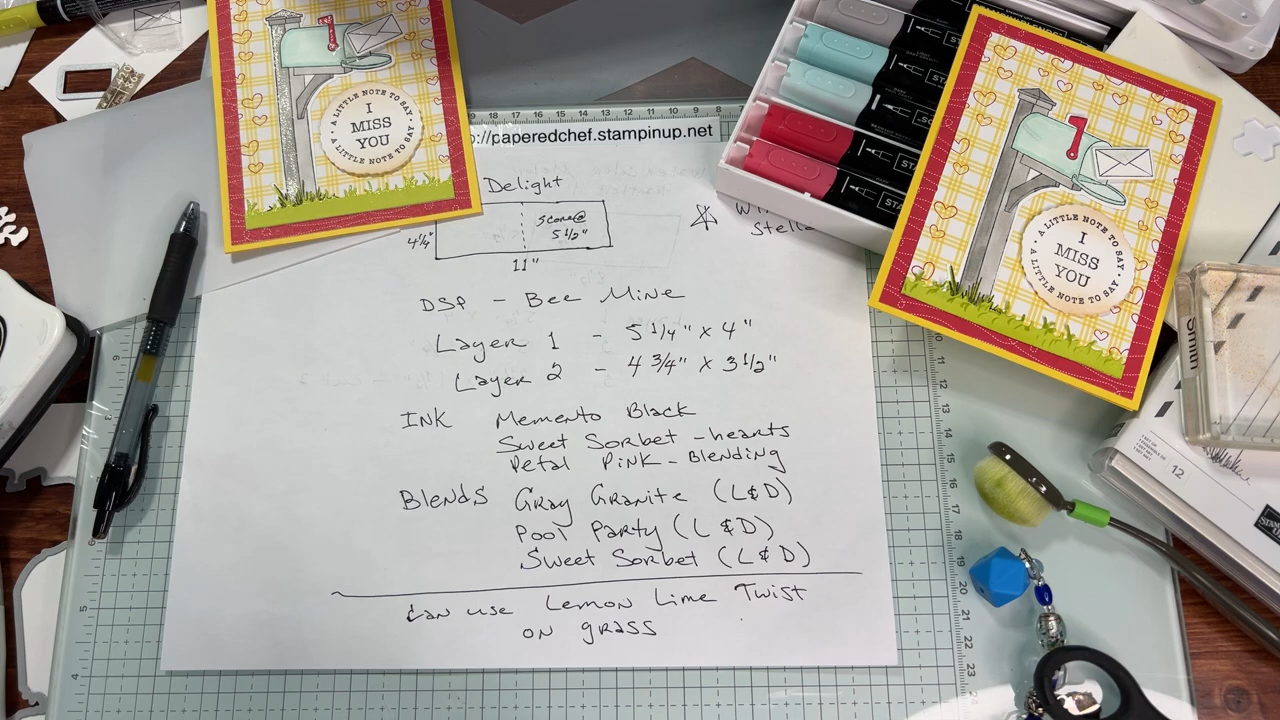 A LITTLE NOTE TO SAY
I
MISS
YOU
A LITTLE NOTE TO SAY
://paperedchef.stampinup.net
Delight
Score@
5 1/2"
4 1/4"
11"
DSP - Bee Mine
Layer 1 - 5 1/4" x 4"
Layer 2 - 4 3/4" x 3 1/2"
INK Memento Black
Sweet Sorbet - hearts
Petal Pink - Blending
Blends Gray Granite (L&D)
Pool Party (L&D)
Sweet Sorbet (L&D)
Can use Lemon Lime Twist
on grass
A LITTLE NOTE TO SAY
I
MISS
YOU
A LITTLE NOTE TO SAY
12